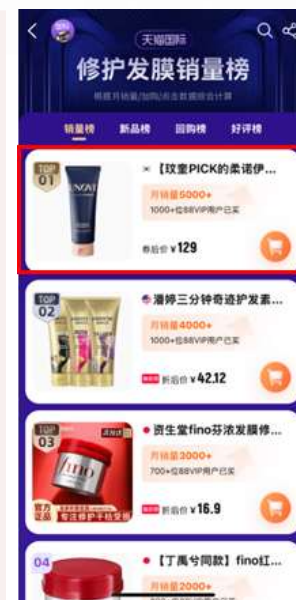 天猫国际
修护发膜销量榜
根据月销量/加购/点击数据综合计算
销量榜 新品榜 回购榜 好评榜
TOP
01
【玟奎PICK的柔诺伊...
月销量5000+
1000+位88VIP用户已买
券后价 ¥129
TOP
02
潘婷三分钟奇迹护发素...
月销量4000+
1000+位88VIP用户已买
折后价 ¥42.12
TOP
03
fino
官方
正品
专注修护干枯受损
资生堂fino芬浓发膜修...
月销量3000+
700+位88VIP用户已买
折后价 ¥16.9
04
【丁禹兮同款】fino红...
月销量2000+